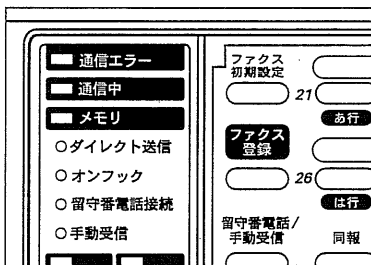 通信エラー
通信中
メモリ
ダイレクト送信
オンフック
留守番電話接続
手動受信
ファクス
初期設定
21
あ行
ファクス
登録
26
は行
留守番電話/
手動受信
同報